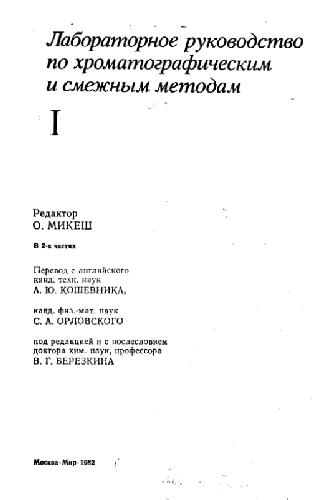 Лабораторное руководство
по хроматографическим
и смежным методам
I
Редактор
О. МИКЕШ
В 2-х частях
Перевод с английского
канд. техн. наук
А. Ю. КОШЕВНИКА,
канд. физ.-мат. наук
С. А. ОРЛОВСКОГО
под редакцией и с послесловием
доктора хим. наук, профессора
В. Г. БЕРЕЗКИНА
Москва «Мир» 1982